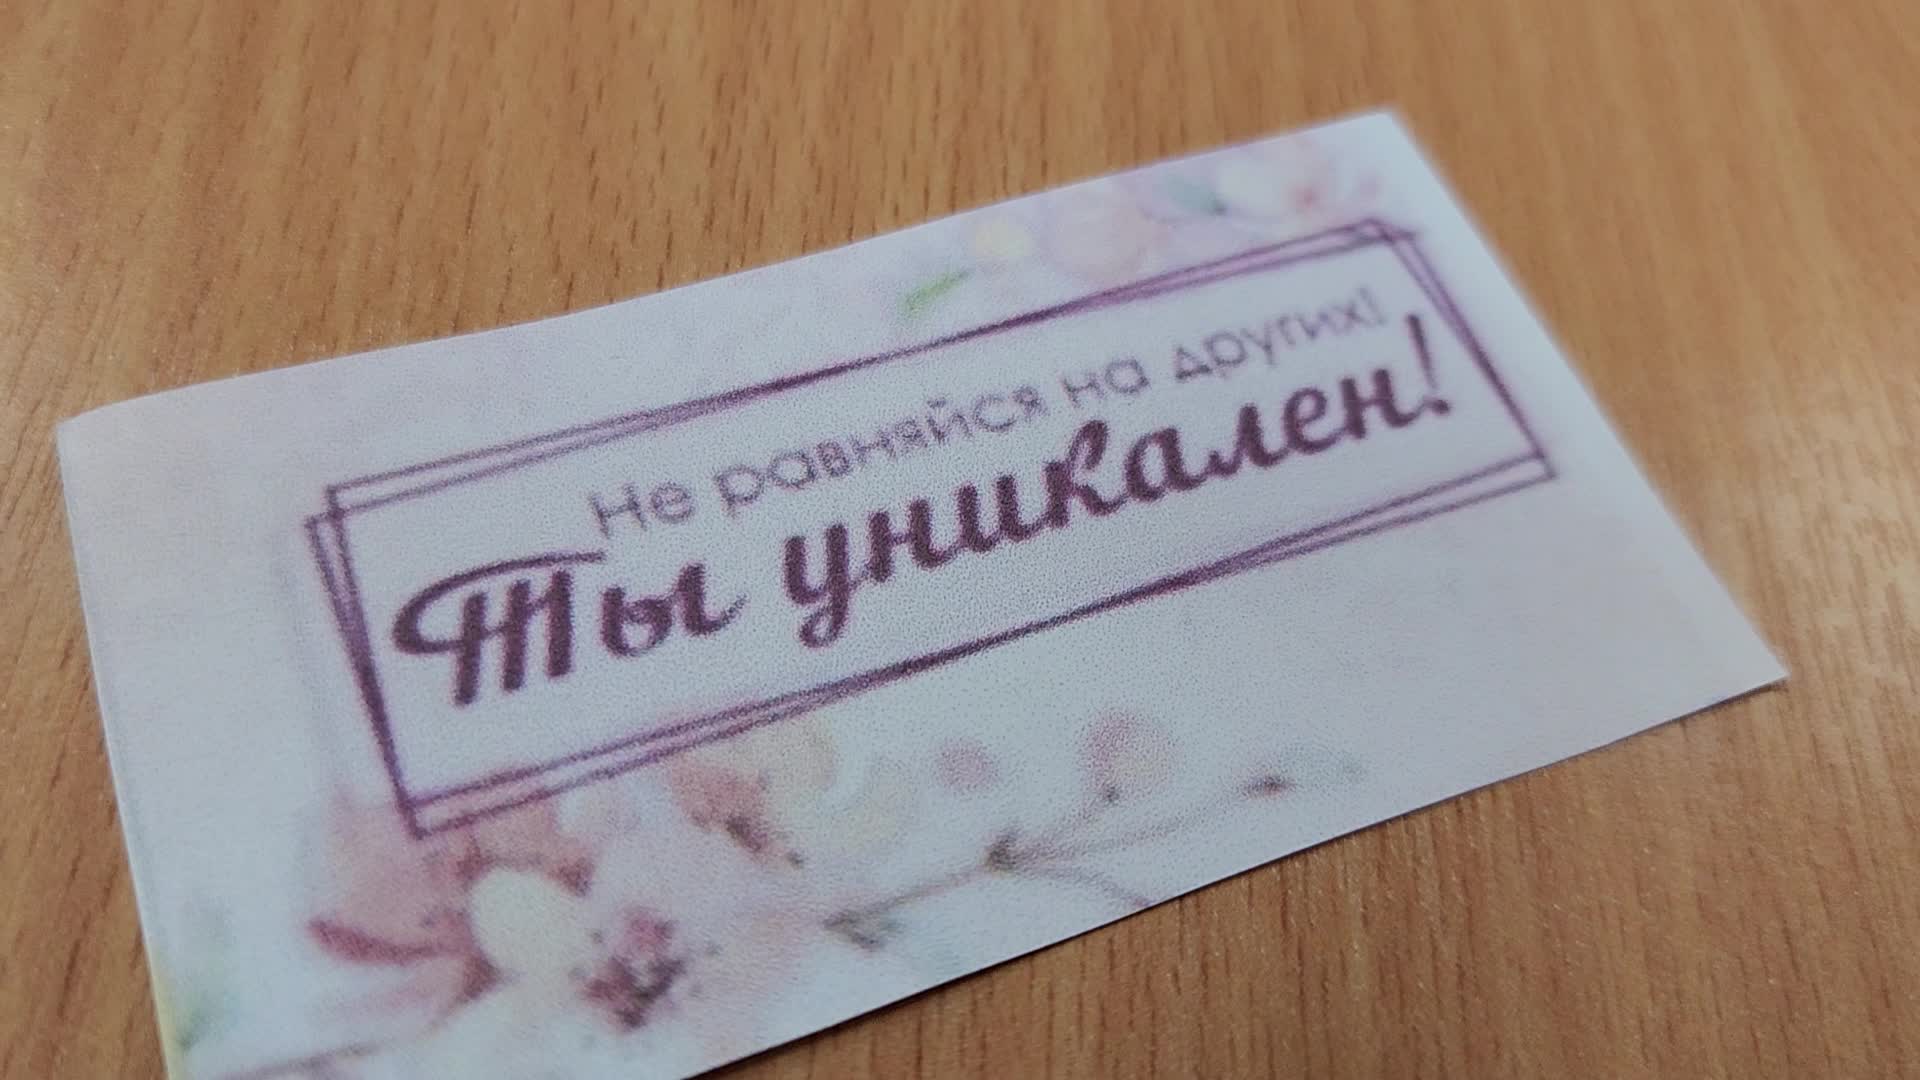 Не равняйся на других!
Ты уникален!